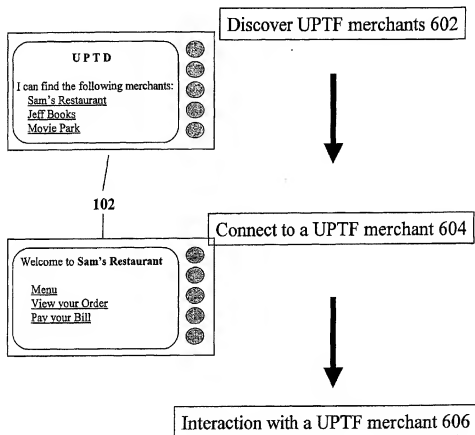 Discover UPTF merchants 602
U P T D
I can find the following merchants:
Sam's Restaurant
Jeff Books
Movie Park
102
Connect to a UPTF merchant 604
Welcome to Sam's Restaurant
Menu
View your Order
Pay your Bill
Interaction with a UPTF merchant 606